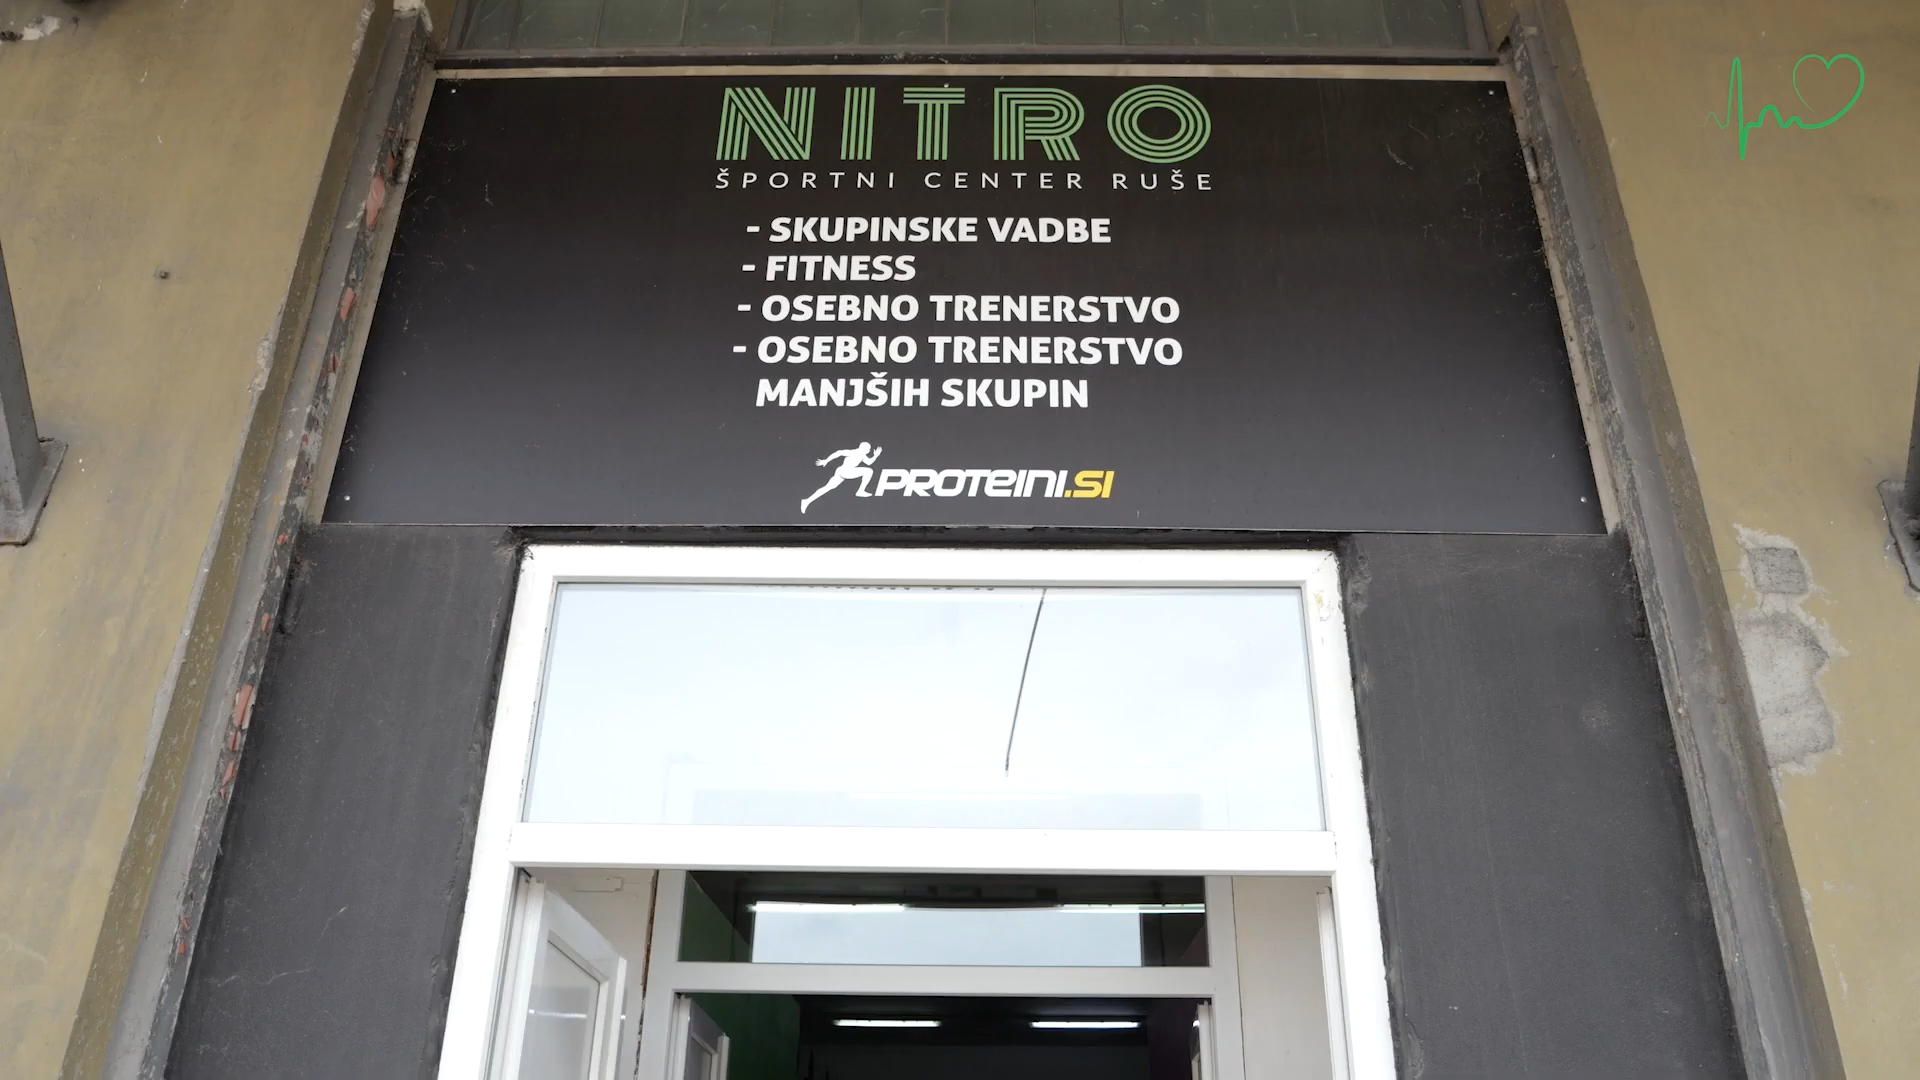 NITRO
ŠPORTNI CENTER RUŠE
- SKUPINSKE VADBE
- FITNESS
- OSEBNO TRENERSTVO
- OSEBNO TRENERSTVO
MANJŠIH SKUPIN
PROTEINI.SI